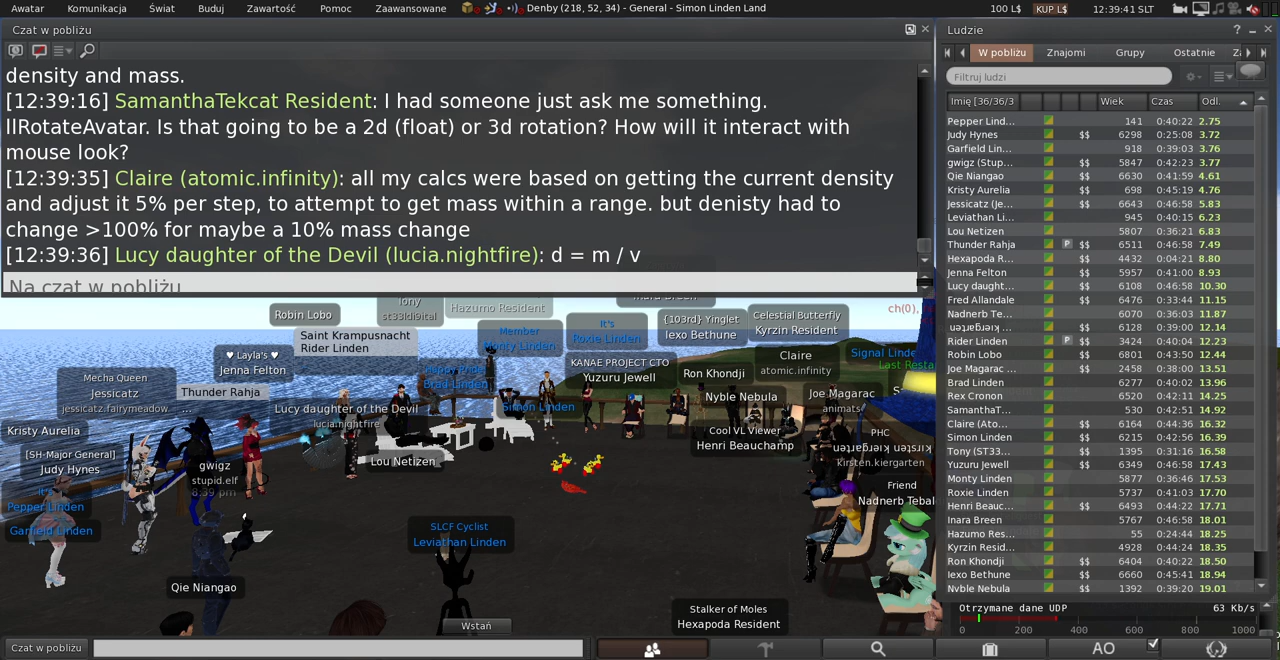 Awatar Komunikacja Świat Buduj Zawartość Pomoc Zaawansowane Denby (218, 52, 34) - General - Simon Linden Land 100 L$ KUP L$ 12:39:41 SLT
Czat w pobliżu
density and mass.
[12:39:16] SamanthaTekcat Resident: I had someone just ask me something.
llRotateAvatar. Is that going to be a 2d (float) or 3d rotation? How will it interact with
mouse look?
[12:39:35] Claire (atomic.infinity): all my calcs were based on getting the current density
and adjust it 5% per step, to attempt to get mass within a range. but denisty had to
change >100% for maybe a 10% mass change
[12:39:36] Lucy daughter of the Devil (lucia.nightfire): d = m / v
Na czat w pobliżu
Robin Lobo
Tony
st33ldi9ital
Hazumo Resident
Saint Krampusnacht
Rider Linden
Member
Monty Linden
It's
Roxie Linden
{103rd} Yinglet
Iexo Bethune
Celestial Butterfly
Kyrzin Resident
ch(0),
♥ Layla's ♥
Jenna Felton
Brad Linden
KANAE PROJECT CTO
Yuzuru Jewell
Ron Khondji
Claire
atomic.infinity
Signal Linde
Last Resta
Mecha Queen
Jessicatz
jessicatz.fairymeadow
Thunder Rahja
...
Lucy daughter of the Devil
lucia.nightfire
Simon Linden
Nyble Nebula
Joe Magarac
animats
Kristy Aurelia
Cool VL Viewer
Henri Beauchamp
PHC
kirsten.kiergarten
[SH-Major General]
Judy Hynes
gwigz
stupid.elf
8:39 pm
Lou Netizen
Friend
Nadnerb Tebal
It's
Pepper Linden
Garfield Linden
SLCF Cyclist
Leviathan Linden
Qie Niangao
Stalker of Moles
Hexapoda Resident
Wstań
Czat w pobliżu
AO
Ludzie
W pobliżu Znajomi Grupy Ostatnie
Filtruj ludzi
Imię [36/36/3 Wiek Czas Odl.
Pepper Lind... 141 0:40:22 2.75
Judy Hynes $$ 6298 0:25:08 3.72
Garfield Lin... 918 0:39:03 3.76
gwigz (Stup... $$ 5847 0:42:23 3.77
Qie Niangao $$ 6630 0:41:59 4.61
Kristy Aurelia $$ 698 0:45:19 4.76
Jessicatz (Je... $$ 6643 0:46:58 5.83
Leviathan Li... 945 0:40:15 6.23
Lou Netizen 5807 0:36:21 6.83
Thunder Rahja P $$ 6511 0:46:58 7.49
Hexapoda R... $$ 4432 0:04:21 8.80
Jenna Felton $$ 5957 0:41:00 8.93
Lucy daught... $$ 6108 0:46:58 10.30
Fred Allandale $$ 6476 0:33:44 11.15
Nadnerb Te... $$ 6070 0:36:03 11.87
$$ 6128 0:39:00 12.14
Rider Linden P $$ 3424 0:40:04 12.23
Robin Lobo $$ 6801 0:43:50 12.44
Joe Magarac ... $$ 2458 0:38:00 13.51
Brad Linden 6277 0:40:02 13.96
Rex Cronon $$ 6520 0:42:11 14.25
SamanthaT... $$ 530 0:42:51 14.92
Claire (Ato... $$ 6164 0:44:36 16.32
Simon Linden $$ 6215 0:42:56 16.39
Tony (ST33... $$ 1395 0:31:16 16.58
Yuzuru Jewell $$ 6349 0:46:58 17.43
Monty Linden 5877 0:36:46 17.53
Roxie Linden 5737 0:41:03 17.70
Henri Beauc... $$ 6493 0:44:22 17.71
Inara Breen 5767 0:46:58 18.01
Hazumo Res... 55 0:24:44 18.25
Kyrzin Resid... 4928 0:44:24 18.35
Ron Khondji $$ 6404 0:40:22 18.50
Iexo Bethune $$ 6660 0:45:41 18.94
Nyble Nebula $$ 1392 0:39:20 19.01
Otrzymane dane UDP 63 Kb/s
0 200 400 600 800 1000